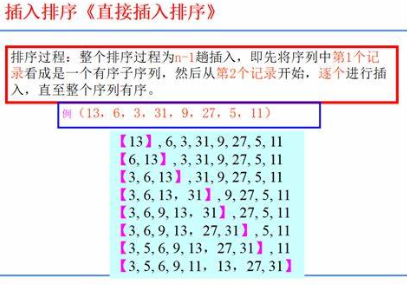 插入排序《直接插入排序》
排序过程：整个排序过程为n-1趟插入，即先将序列中第1个记
录看成是一个有序子序列，然后从第2个记录开始，逐个进行插
入，直至整个序列有序。
例（13，6，3，31，9，27，5，11）
【13】, 6, 3, 31, 9, 27, 5, 11
【6, 13】, 3, 31, 9, 27, 5, 11
【3, 6, 13】, 31, 9, 27, 5, 11
【3, 6, 13，31】, 9, 27, 5, 11
【3, 6, 9, 13，31】, 27, 5, 11
【3, 6, 9, 13, 27, 31】, 5, 11
【3, 5, 6, 9, 13, 27, 31】, 11
【3, 5, 6, 9, 11，13, 27, 31】